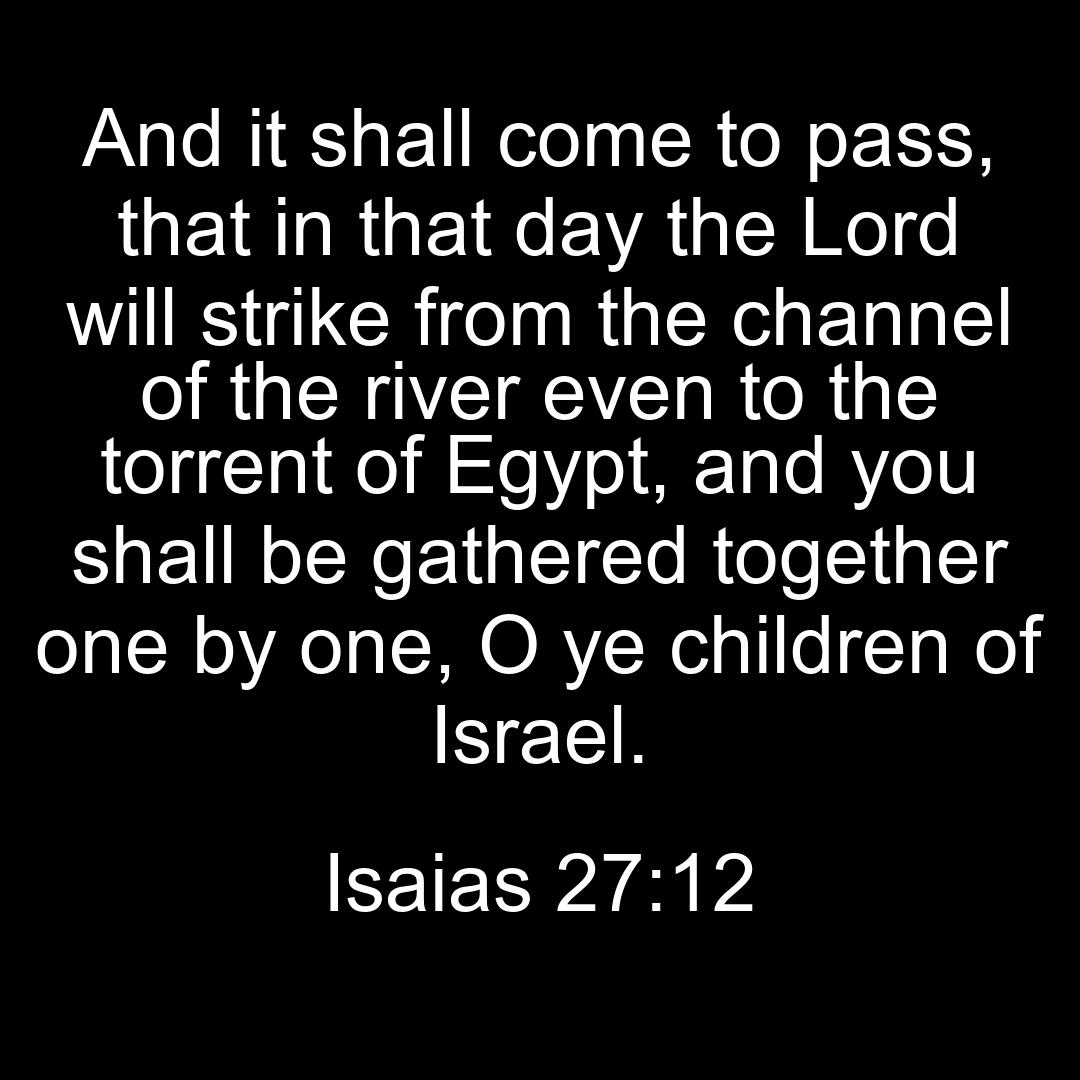 And it shall come to pass,
that in that day the Lord
will strike from the channel
of the river even to the
torrent of Egypt, and you
shall be gathered together
one by one, O ye children of
Israel.
Isaias 27:12